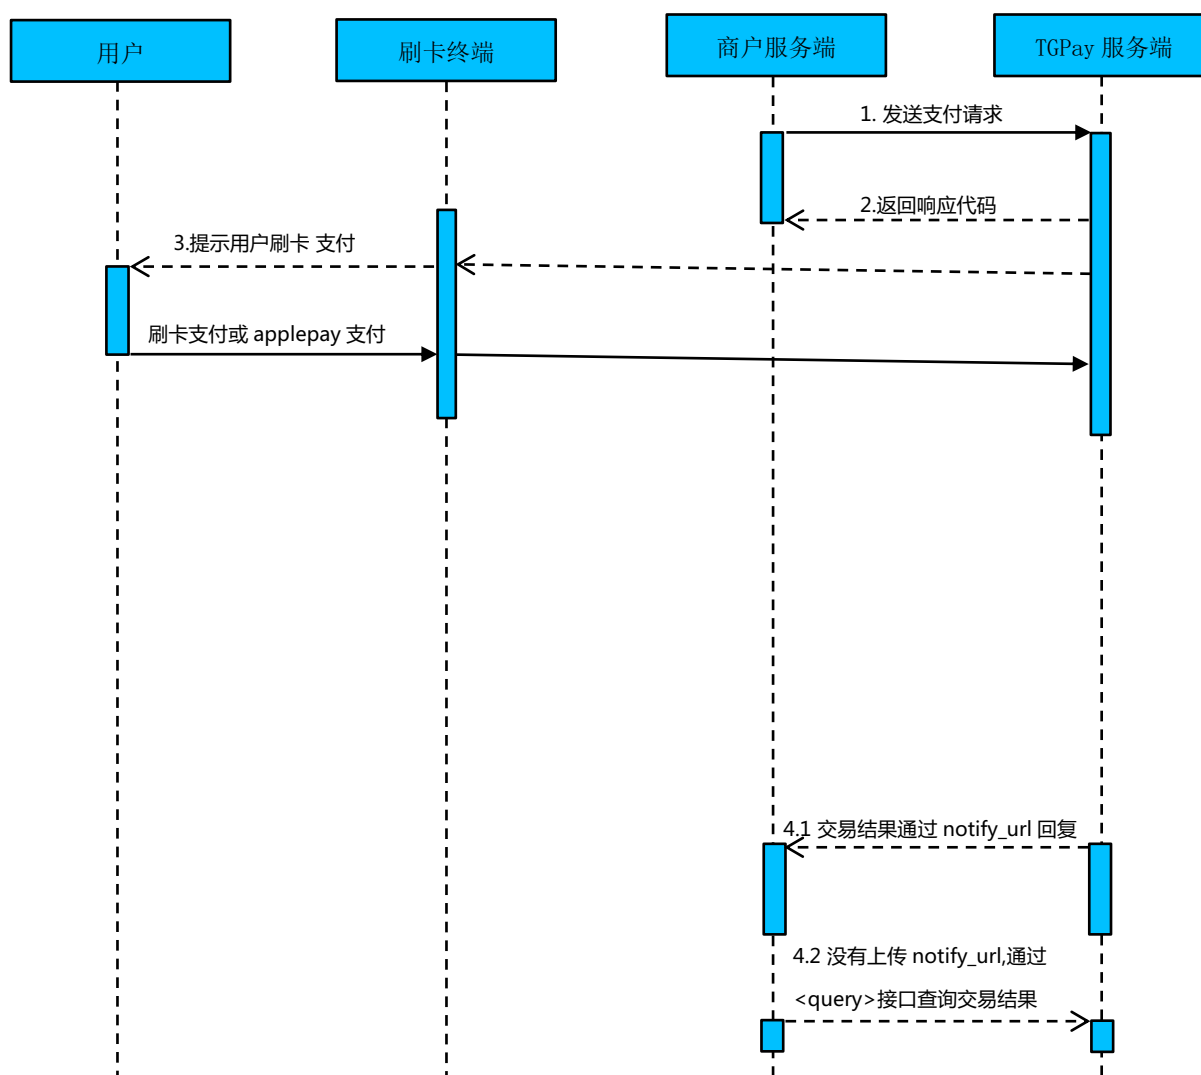 用户
刷卡终端
商户服务端
TGPay 服务端
1. 发送支付请求
2.返回响应代码
3.提示用户刷卡 支付
刷卡支付或 applepay 支付
4.1 交易结果通过 notify_url 回复
4.2 没有上传 notify_url,通过
<query>接口查询交易结果